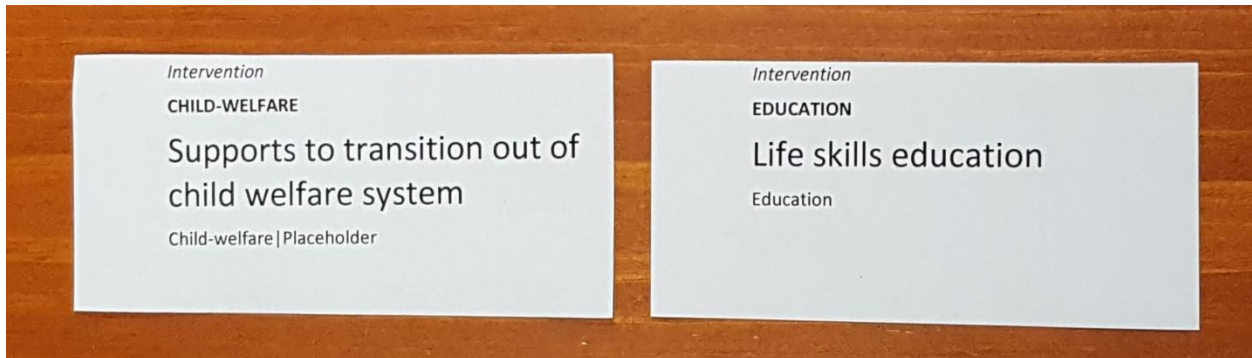 Intervention
CHILD-WELFARE
Supports to transition out of
child welfare system
Child-welfare|Placeholder
Intervention
EDUCATION
Life skills education
Education